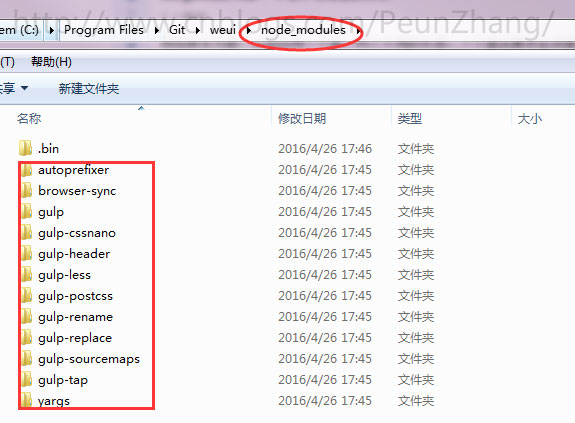 http://www.cnblogs.com/PeunZhang/
em (C:) Program Files Git weui node_modules
(T) 帮助(H)
共享 新建文件夹
名称 修改日期 类型 大小
.bin 2016/4/26 17:46 文件夹
autoprefixer 2016/4/26 17:45 文件夹
browser-sync 2016/4/26 17:45 文件夹
gulp 2016/4/26 17:45 文件夹
gulp-cssnano 2016/4/26 17:45 文件夹
gulp-header 2016/4/26 17:45 文件夹
gulp-less 2016/4/26 17:45 文件夹
gulp-postcss 2016/4/26 17:45 文件夹
gulp-rename 2016/4/26 17:45 文件夹
gulp-replace 2016/4/26 17:45 文件夹
gulp-sourcemaps 2016/4/26 17:45 文件夹
gulp-tap 2016/4/26 17:45 文件夹
yargs 2016/4/26 17:45 文件夹